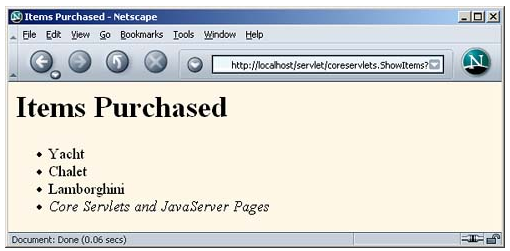 Items Purchased - Netscape
File Edit View Go Bookmarks Tools Window Help
http://localhost/servlet/coreservlets.ShowItems?
N
Items Purchased
• Yacht
• Chalet
• Lamborghini
• Core Servlets and JavaServer Pages
Document: Done (0.06 secs)